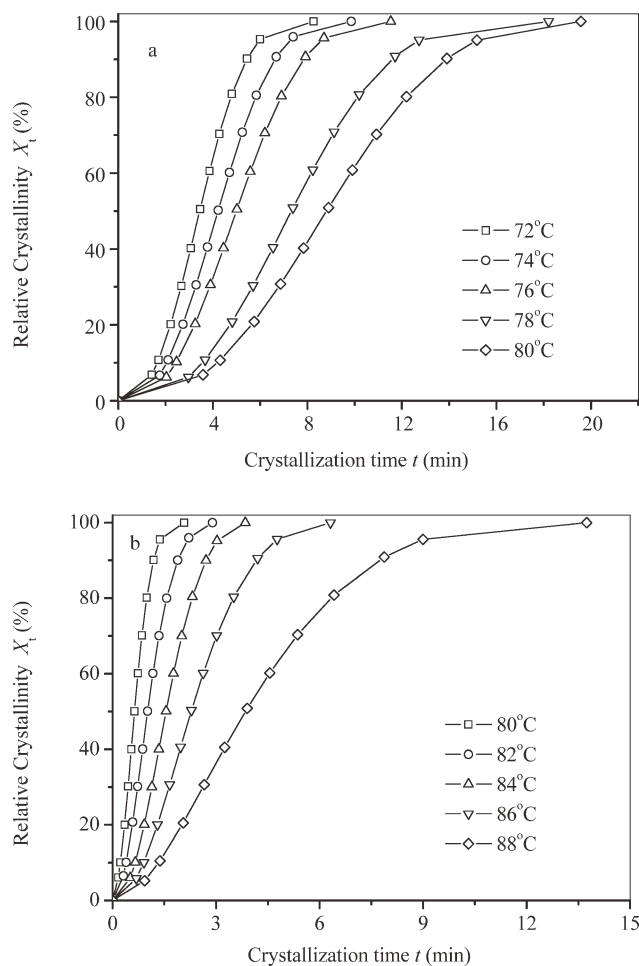 a
100
80
60
40
20
0
Relative Crystallinity Xt (%)
72°C
74°C
76°C
78°C
80°C
0 4 8 12 16 20
Crystallization time t (min)
b
100
80
60
40
20
0
Relative Crystallinity Xt (%)
80°C
82°C
84°C
86°C
88°C
0 3 6 9 12 15
Crystallization time t (min)